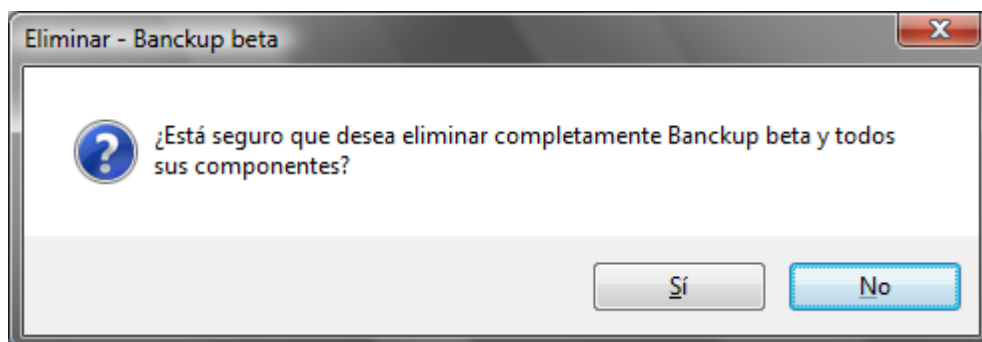 Eliminar - Banckup beta
¿Está seguro que desea eliminar completamente Banckup beta y todos
sus componentes?
Sí
No